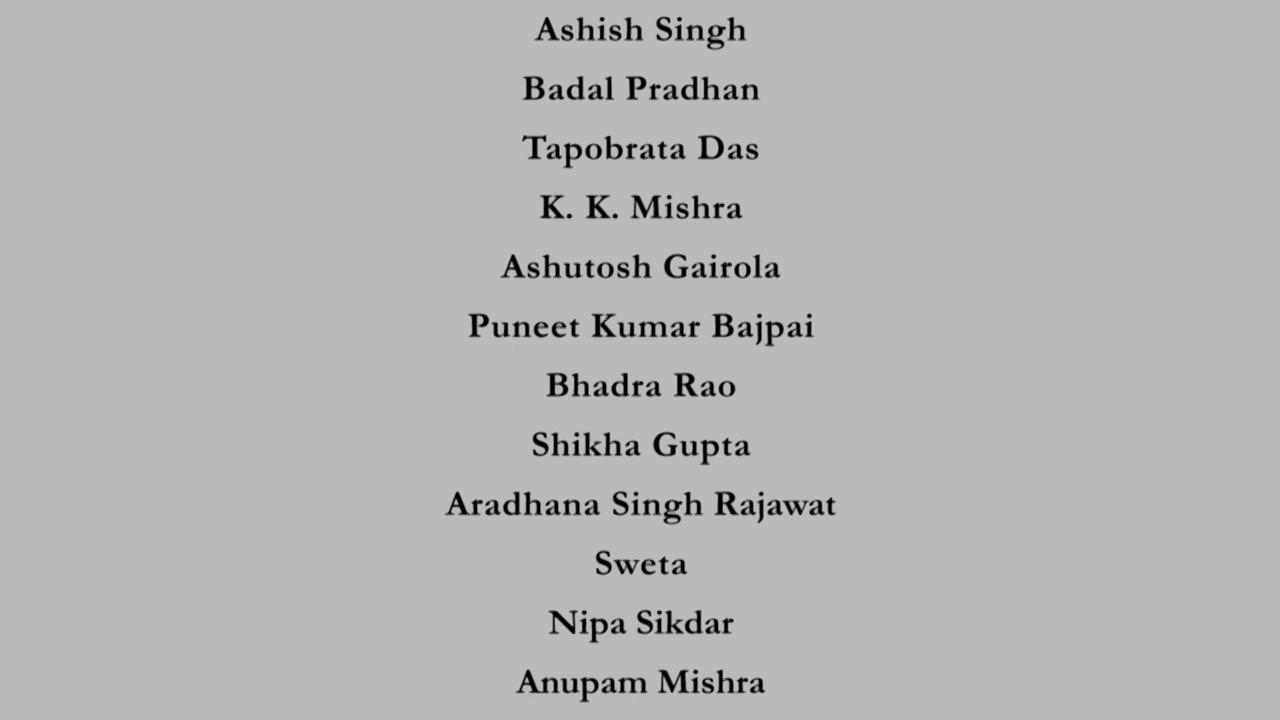 Ashish Singh
Badal Pradhan
Tapobrata Das
K. K. Mishra
Ashutosh Gairola
Puneet Kumar Bajpai
Bhadra Rao
Shikha Gupta
Aradhana Singh Rajawat
Sweta
Nipa Sikdar
Anupam Mishra